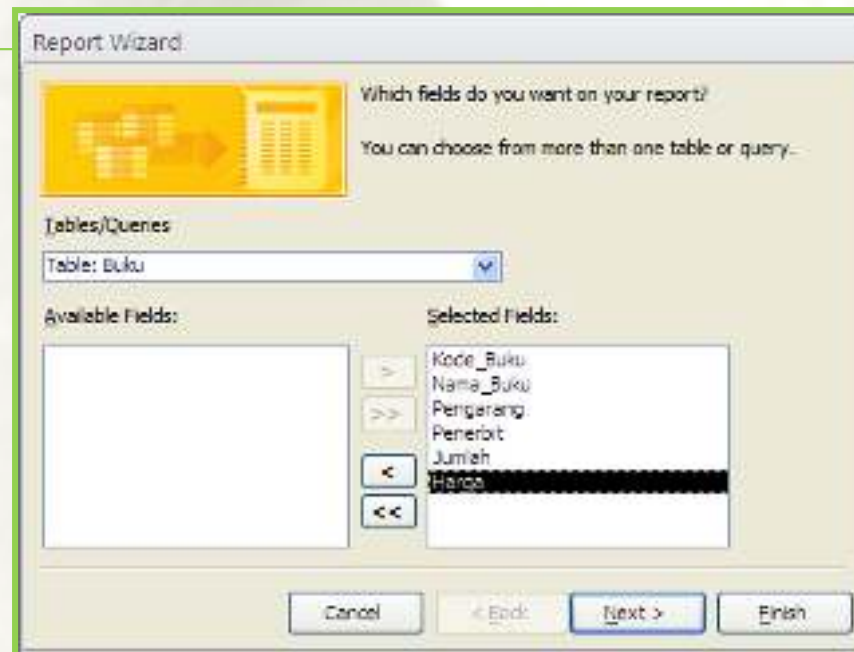 Report Wizard
Which fields do you want on your report?
You can choose from more than one table or query.
Tables/Queries
Table: Buku
Available Fields:
Selected Fields:
>
>>
<
<<
Kode_Buku
Nama_Buku
Pengarang
Penerbit
Jumlah
Harga
Cancel
< Back
Next >
Finish